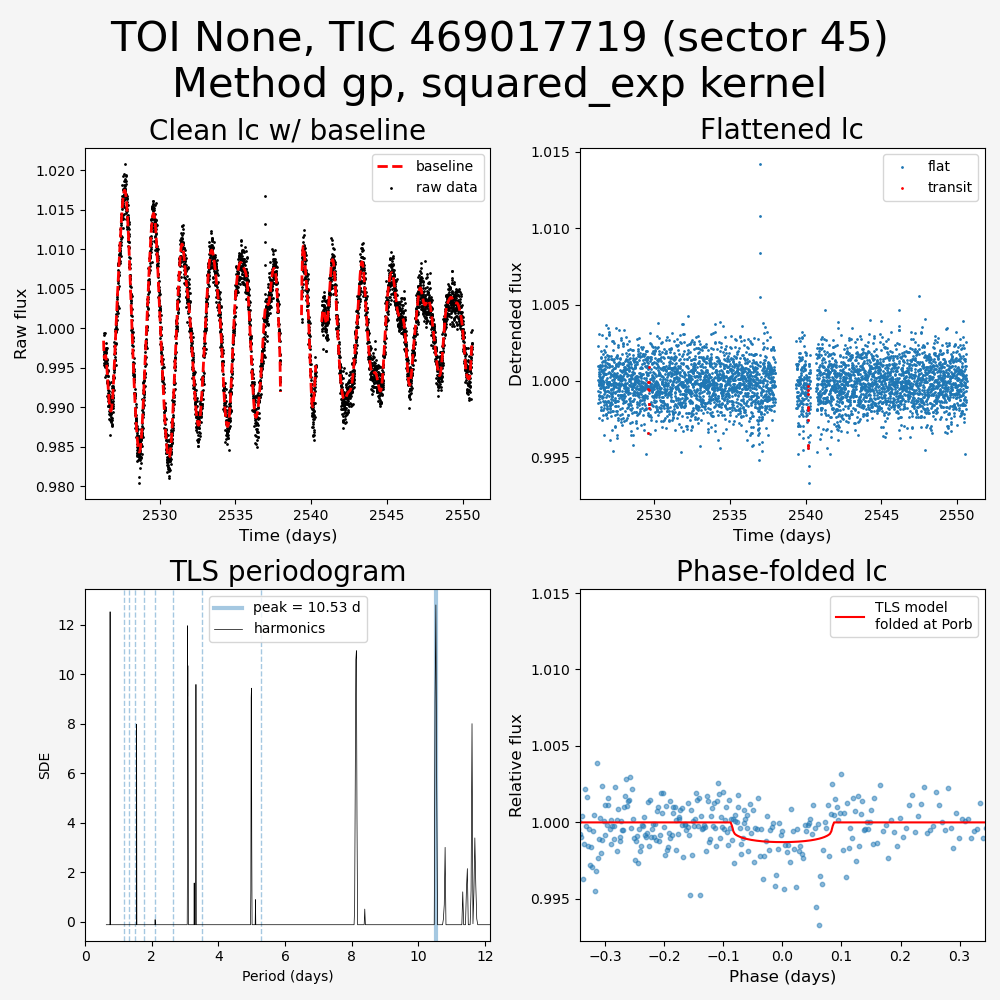 TOI None, TIC 469017719 (sector 45)
Method gp, squared_exp kernel
Clean lc w/ baseline
baseline
raw data
1.020
1.015
1.010
1.005
1.000
0.995
0.990
0.985
0.980
Raw flux
2530
2535
2540
2545
2550
Time (days)
Flattened lc
flat
transit
1.015
1.010
1.005
1.000
0.995
Detrended flux
2530
2535
2540
2545
2550
Time (days)
TLS periodogram
peak = 10.53 d
harmonics
12
10
8
6
4
2
0
SDE
0
2
4
6
8
10
12
Period (days)
Phase-folded lc
TLS model
folded at Porb
1.015
1.010
1.005
1.000
0.995
Relative flux
−0.3
−0.2
−0.1
0.0
0.1
0.2
0.3
Phase (days)